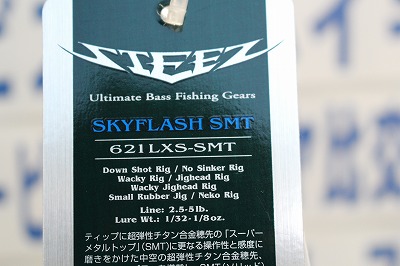 STEEZ
Ultimate Bass Fishing Gears
SKYFLASH SMT
621LXS-SMT
Down Shot Rig / No Sinker Rig
Wacky Rig / Jighead Rig
Wacky Jighead Rig
Small Rubber Jig / Neko Rig
Line: 2.5-5lb.
Lure Wt.: 1/32-1/8oz.
ティップに超弾性チタン合金穂先の「スーパー
メタルトップ」(SMT)に更なる操作性と感度に
磨きをかけた中空の超弾性チタン合金穂先、